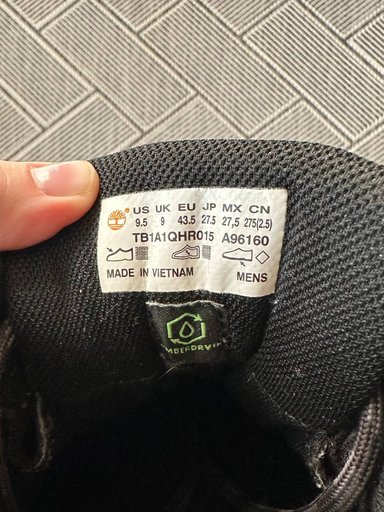 US UK EU JP MX CN
9.5 9 43.5 27.5 27,5 275(2.5)
TB1A1QHR015 A96160
MADE IN VIETNAM MENS